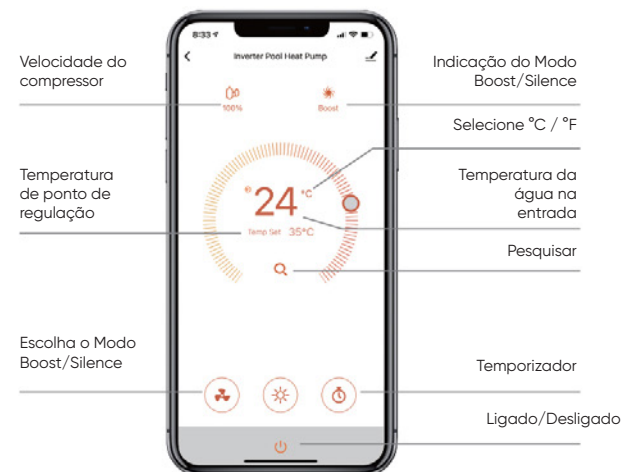 8:33
Inverter Pool Heat Pump
Velocidade do
compressor
100%
Boost
Indicação do Modo
Boost/Silence
Selecione °C / °F
Temperatura
de ponto de
regulação
24 °C
Temp Set 35°C
Temperatura da
água na
entrada
Pesquisar
Escolha o Modo
Boost/Silence
Temporizador
Ligado/Desligado